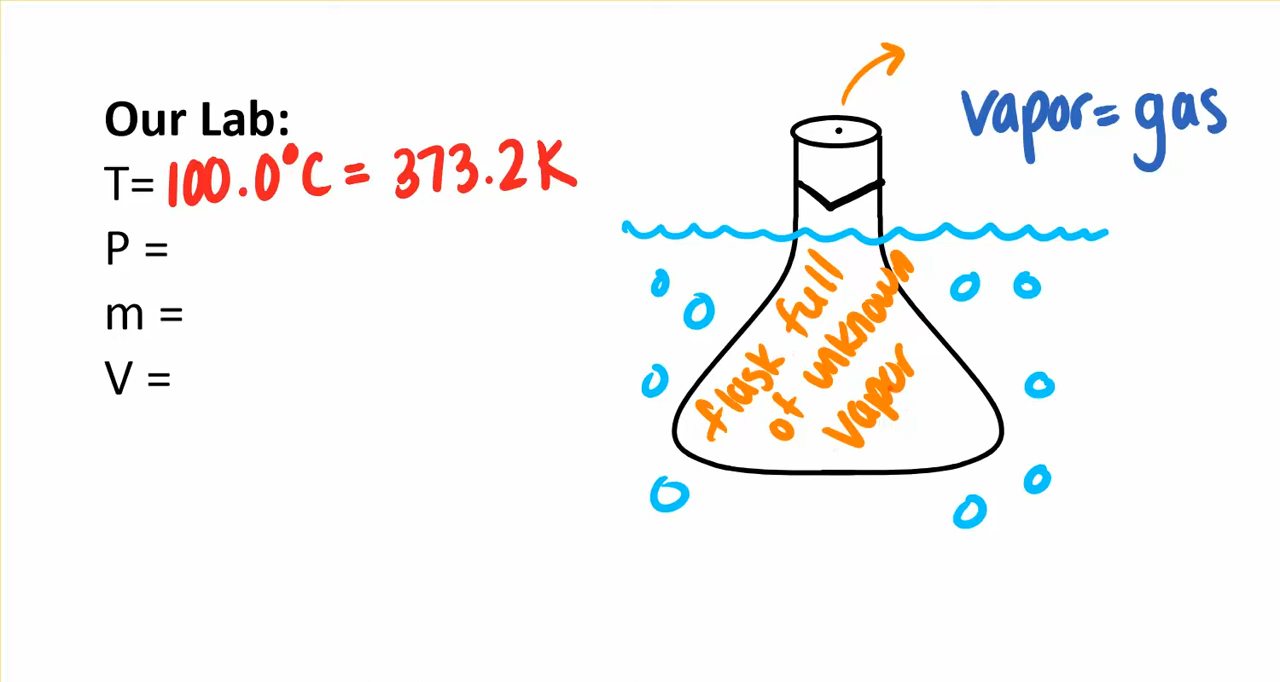 Our Lab:
T= 100.0°C = 373.2K
P =
m =
V =
vapor= gas
flask full
of unknown
vapor